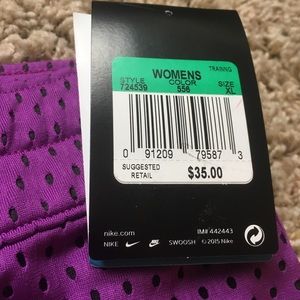 WOMENS TRAINING
STYLE COLOR SIZE
724539 556 XL
0 91209 79587 3
SUGGESTED
RETAIL $35.00
nike.com IM# 442443
NIKE SWOOSH © 2015 Nike